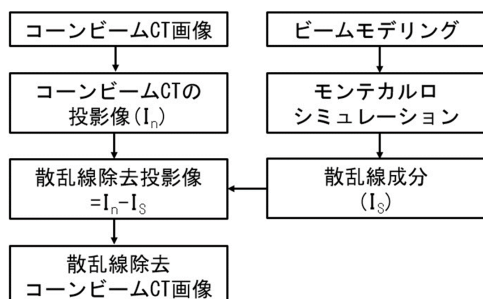 コーンビームCT画像
ビームモデリング
コーンビームCTの
投影像(In)
モンテカルロ
シミュレーション
散乱線除去投影像
=In−IS
散乱線成分
(IS)
散乱線除去
コーンビームCT画像